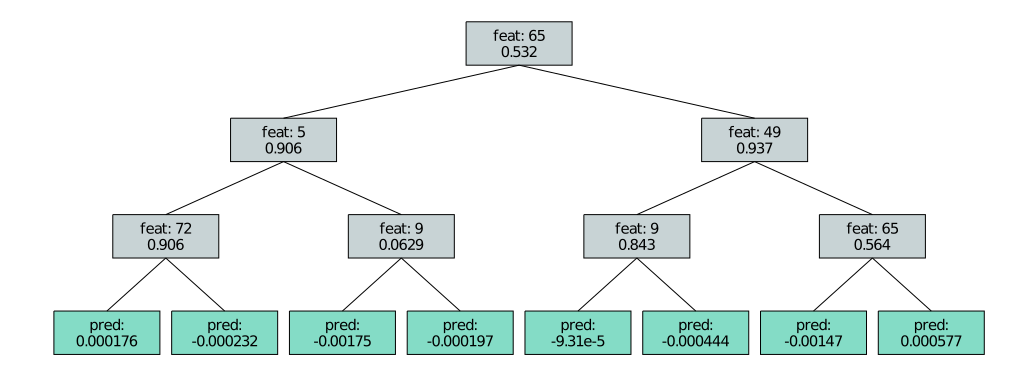 feat: 65
0.532
feat: 5
0.906
feat: 49
0.937
feat: 72
0.906
feat: 9
0.0629
feat: 9
0.843
feat: 65
0.564
pred:
0.000176
pred:
-0.000232
pred:
-0.00175
pred:
-0.000197
pred:
-9.31e-5
pred:
-0.000444
pred:
-0.00147
pred:
0.000577